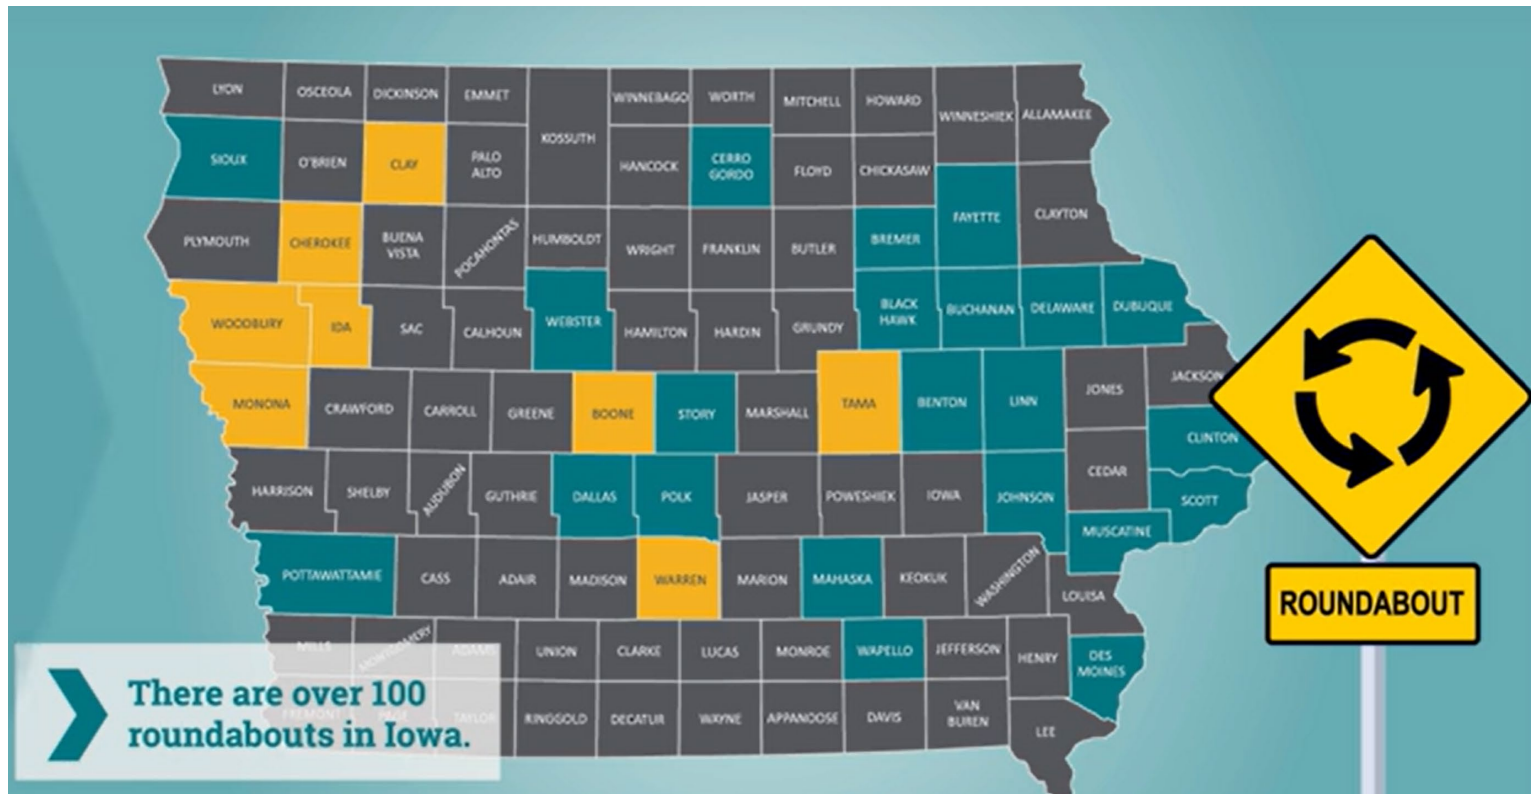 LYON
OSCEOLA
DICKINSON
EMMET
KOSSUTH
WINNEBAGO
WORTH
MITCHELL
HOWARD
WINNESHIEK
ALLAMAKEE
SIOUX
O'BRIEN
CLAY
PALO
ALTO
HANCOCK
CERRO
GORDO
FLOYD
CHICKASAW
FAYETTE
CLAYTON
PLYMOUTH
CHEROKEE
BUENA
VISTA
POCAHONTAS
HUMBOLDT
WRIGHT
FRANKLIN
BUTLER
BREMER
WOODBURY
IDA
SAC
CALHOUN
WEBSTER
HAMILTON
HARDIN
GRUNDY
BLACK
HAWK
BUCHANAN
DELAWARE
DUBUQUE
MONONA
CRAWFORD
CARROLL
GREENE
BOONE
STORY
MARSHALL
TAMA
BENTON
LINN
JONES
JACKSON
CLINTON
HARRISON
SHELBY
AUDUBON
GUTHRIE
DALLAS
POLK
JASPER
POWESHIEK
IOWA
JOHNSON
CEDAR
SCOTT
MUSCATINE
POTTAWATTAMIE
CASS
ADAIR
MADISON
WARREN
MARION
MAHASKA
KEOKUK
WASHINGTON
LOUISA
MILLS
MONTGOMERY
ADAMS
UNION
CLARKE
LUCAS
MONROE
WAPELLO
JEFFERSON
HENRY
DES
MOINES
FREMONT
PAGE
TAYLOR
RINGGOLD
DECATUR
WAYNE
APPANOOSE
DAVIS
VAN
BUREN
LEE
There are over 100
roundabouts in Iowa.
ROUNDABOUT